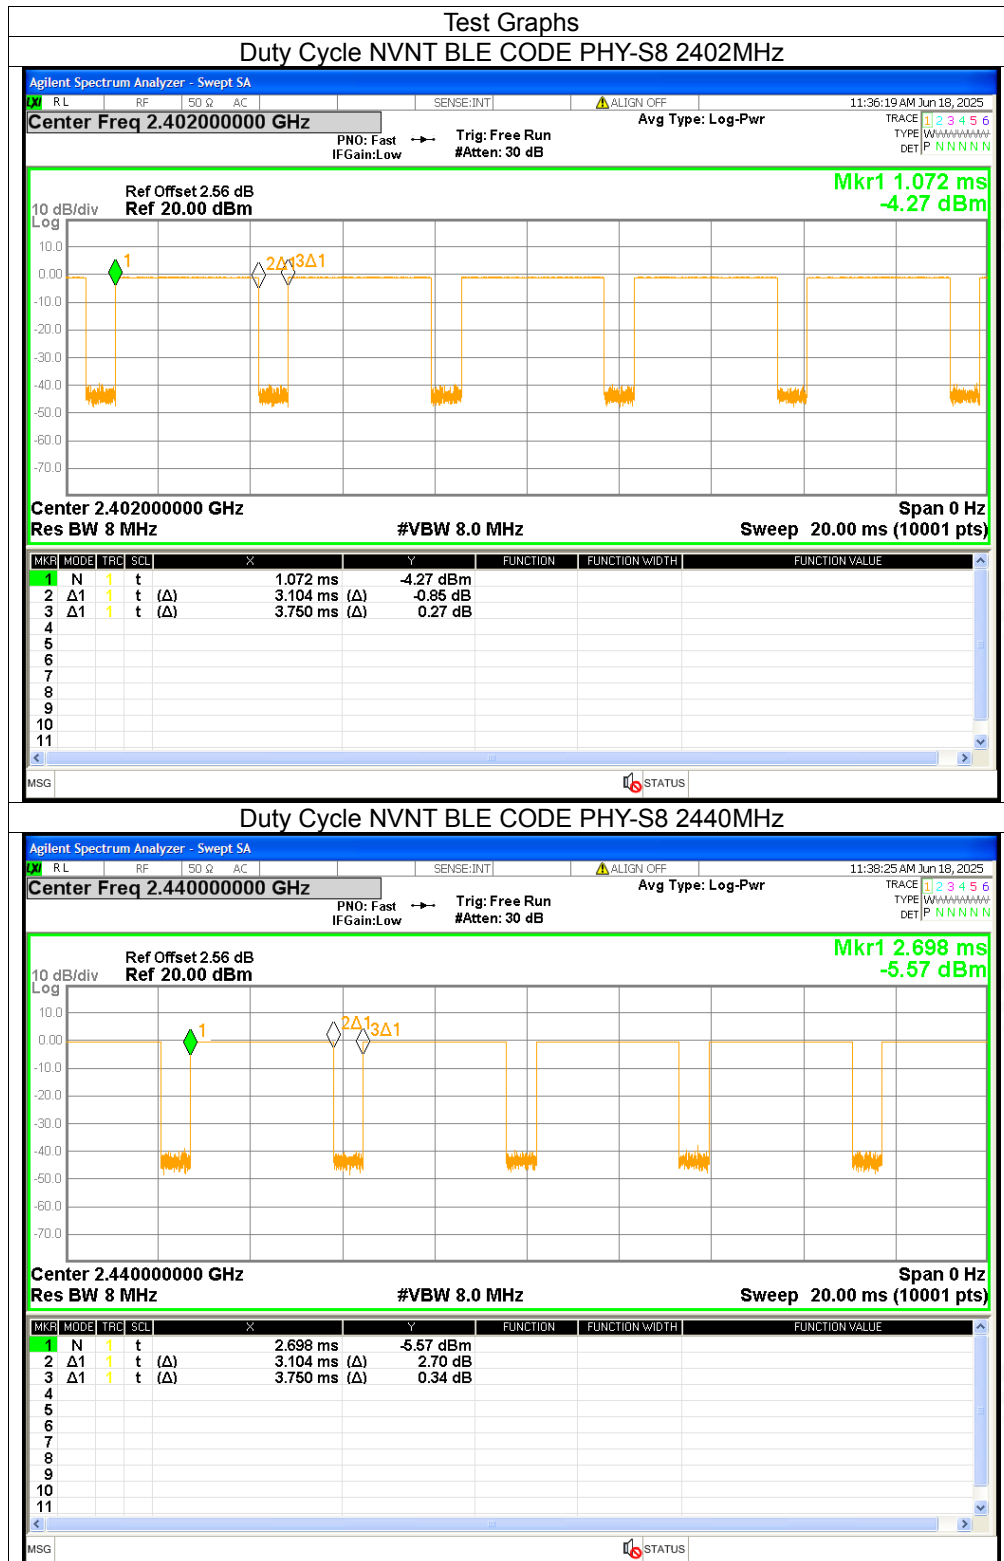 Test Graphs
Duty Cycle NVNT BLE CODE PHY-S8 2402MHz
Agilent Spectrum Analyzer - Swept SA
LXI RL RF 50 Ω AC SENSE:INT ALIGN OFF 11:36:19 AM Jun 18, 2025
Center Freq 2.402000000 GHz Avg Type: Log-Pwr TRACE 1 2 3 4 5 6
PNO: Fast Trig: Free Run TYPE W
IFGain:Low #Atten: 30 dB DET P N N N N N
Mkr1 1.072 ms
Ref Offset 2.56 dB -4.27 dBm
10 dB/div Ref 20.00 dBm
Log
10.0
0.00
-10.0
-20.0
-30.0
-40.0
-50.0
-60.0
-70.0
1 2Δ1 3Δ1
Center 2.402000000 GHz Span 0 Hz
Res BW 8 MHz #VBW 8.0 MHz Sweep 20.00 ms (10001 pts)
MKR MODE TRC SCL X Y FUNCTION FUNCTION WIDTH FUNCTION VALUE
1 N 1 t 1.072 ms -4.27 dBm
2 Δ1 1 t (Δ) 3.104 ms (Δ) -0.85 dB
3 Δ1 1 t (Δ) 3.750 ms (Δ) 0.27 dB
4
5
6
7
8
9
10
11
MSG STATUS
Duty Cycle NVNT BLE CODE PHY-S8 2440MHz
Agilent Spectrum Analyzer - Swept SA
LXI RL RF 50 Ω AC SENSE:INT ALIGN OFF 11:38:25 AM Jun 18, 2025
Center Freq 2.440000000 GHz Avg Type: Log-Pwr TRACE 1 2 3 4 5 6
PNO: Fast Trig: Free Run TYPE W
IFGain:Low #Atten: 30 dB DET P N N N N N
Mkr1 2.698 ms
Ref Offset 2.56 dB -5.57 dBm
10 dB/div Ref 20.00 dBm
Log
10.0
0.00
-10.0
-20.0
-30.0
-40.0
-50.0
-60.0
-70.0
1 2Δ1 3Δ1
Center 2.440000000 GHz Span 0 Hz
Res BW 8 MHz #VBW 8.0 MHz Sweep 20.00 ms (10001 pts)
MKR MODE TRC SCL X Y FUNCTION FUNCTION WIDTH FUNCTION VALUE
1 N 1 t 2.698 ms -5.57 dBm
2 Δ1 1 t (Δ) 3.104 ms (Δ) 2.70 dB
3 Δ1 1 t (Δ) 3.750 ms (Δ) 0.34 dB
4
5
6
7
8
9
10
11
MSG STATUS